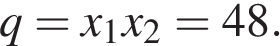 q = x₁x₂ = 48.